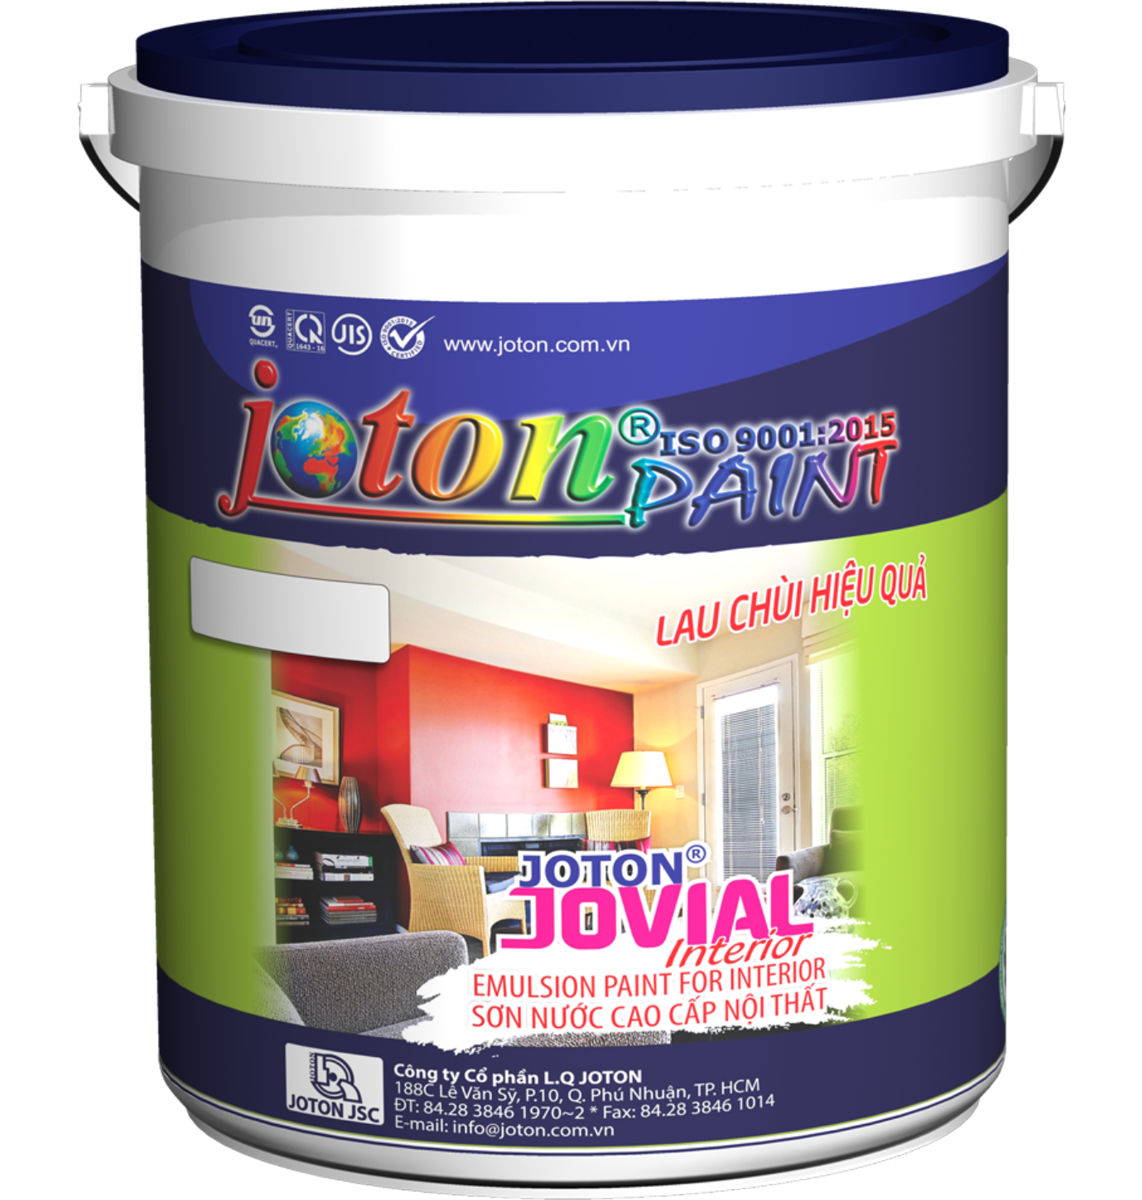 QUACERT®
QUACERT
1643 - 16
JIS
ISO 9001:2015
CERTIFIED
www.joton.com.vn
joton®
ISO 9001:2015
PAINT
LAU CHÙI HIỆU QUẢ
JOTON®
JOVIAL
Interior
EMULSION PAINT FOR INTERIOR
SƠN NƯỚC CAO CẤP NỘI THẤT
JOTON
JOTON JSC
Công ty Cổ phần L.Q JOTON
188C Lê Văn Sỹ, P.10, Q. Phú Nhuận, TP. HCM
ĐT: 84.28 3846 1970~2 * Fax: 84.28 3846 1014
E-mail: info@joton.com.vn